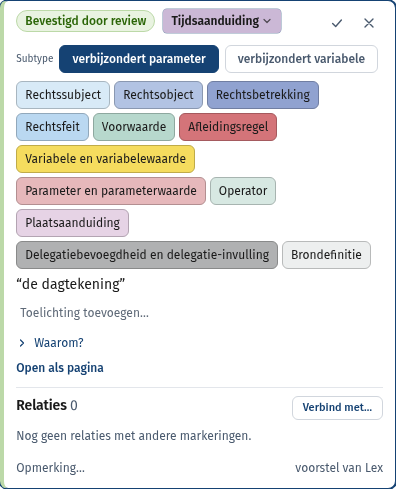 Bevestigd door review Tijdsaanduiding
Subtype verbijzondert parameter verbijzondert variabele
Rechtssubject Rechtsobject Rechtsbetrekking
Rechtsfeit Voorwaarde Afleidingsregel
Variabele en variabelewaarde
Parameter en parameterwaarde Operator
Plaatsaanduiding
Delegatiebevoegdheid en delegatie-invulling Brondefinitie
“de dagtekening”
Toelichting toevoegen...
Waarom?
Open als pagina
Relaties 0 Verbind met...
Nog geen relaties met andere markeringen.
Opmerking... voorstel van Lex